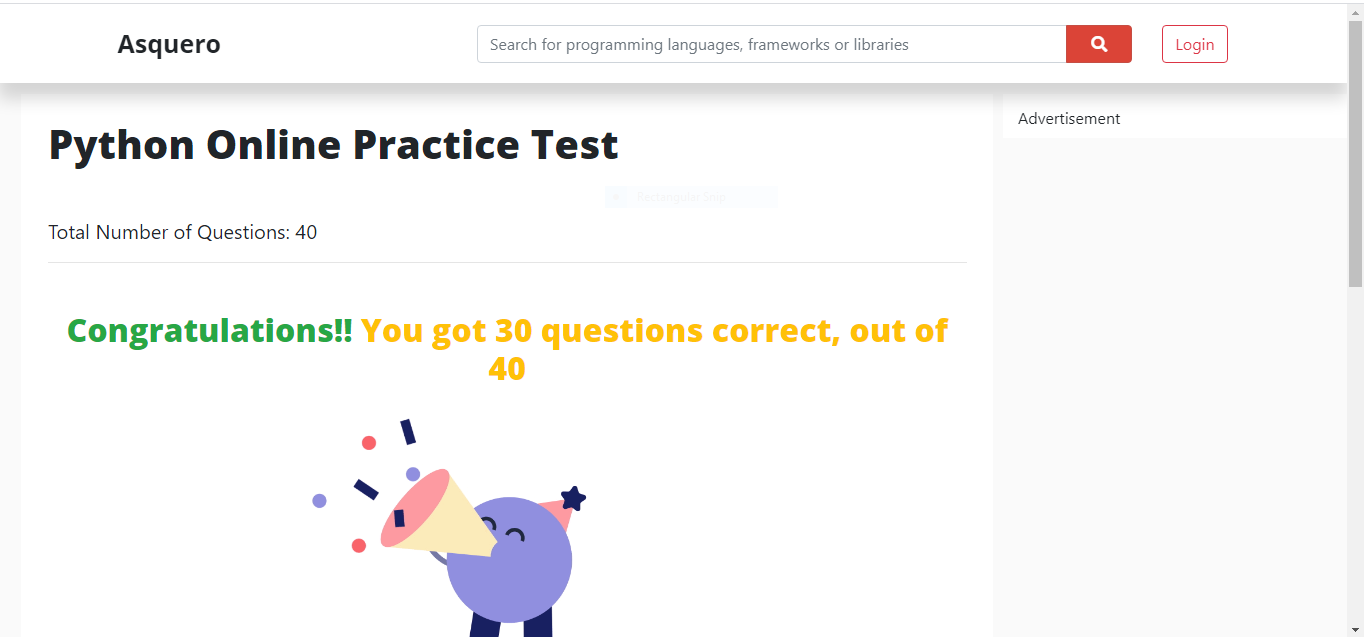 Asquero
Search for programming languages, frameworks or libraries
Login
Python Online Practice Test
Advertisement
Rectangular Snip
Total Number of Questions: 40
Congratulations!! You got 30 questions correct, out of
40